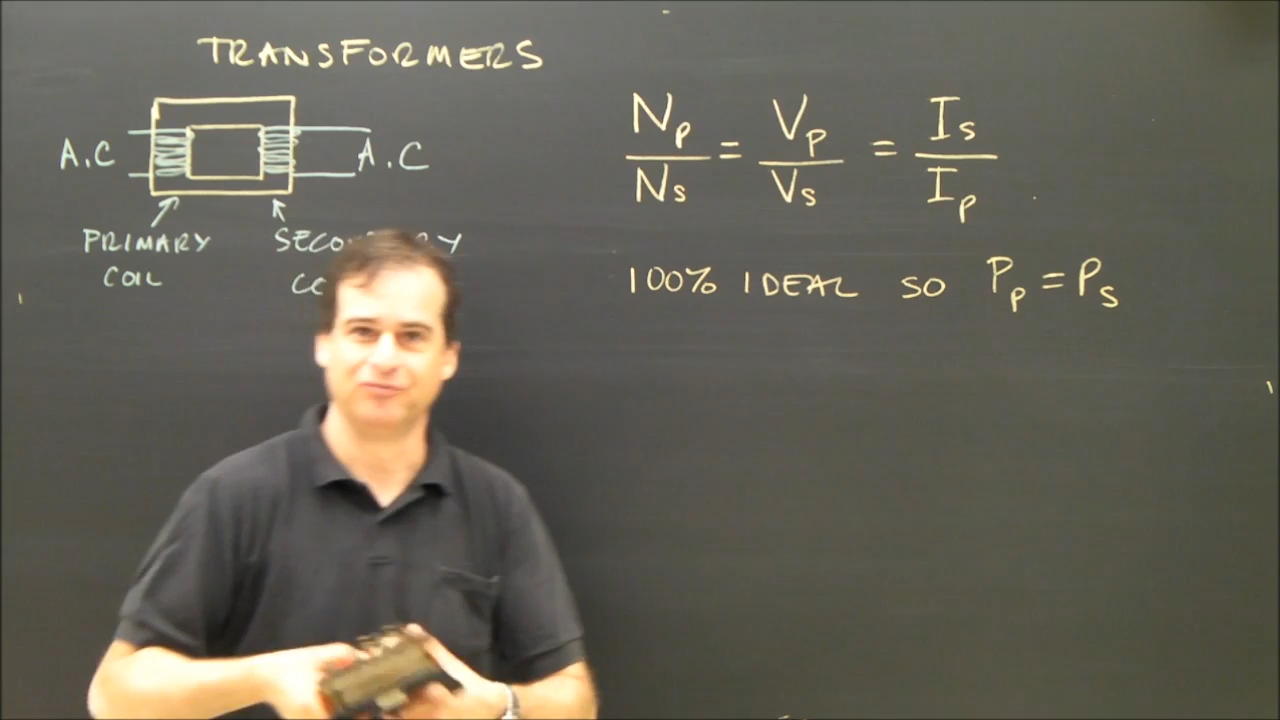 TRANSFORMERS
A.C
A.C
PRIMARY
COIL
Np/Ns = Vp/Vs = Is/Ip
100% IDEAL SO Pp = Ps